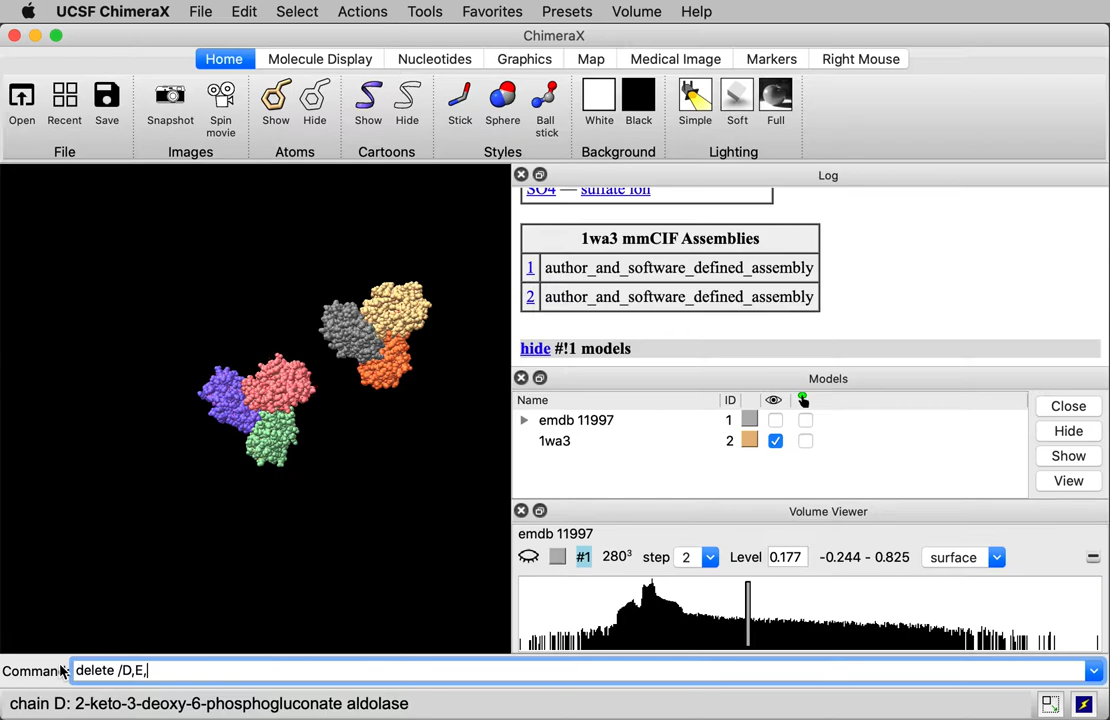 UCSF ChimeraX File Edit Select Actions Tools Favorites Presets Volume Help
ChimeraX
Home Molecule Display Nucleotides Graphics Map Medical Image Markers Right Mouse
Open Recent Save Snapshot Spin movie Show Hide Show Hide Stick Sphere Ball stick White Black Simple Soft Full
File Images Atoms Cartoons Styles Background Lighting
Log
SO4 — sulfate ion
1wa3 mmCIF Assemblies
1 author_and_software_defined_assembly
2 author_and_software_defined_assembly
hide #!1 models
Models
Name ID
emdb 11997 1
1wa3 2
Close
Hide
Show
View
Volume Viewer
emdb 11997
#1 280³ step 2 Level 0.177 -0.244 - 0.825 surface
Command: delete /D,E,
chain D: 2-keto-3-deoxy-6-phosphogluconate aldolase